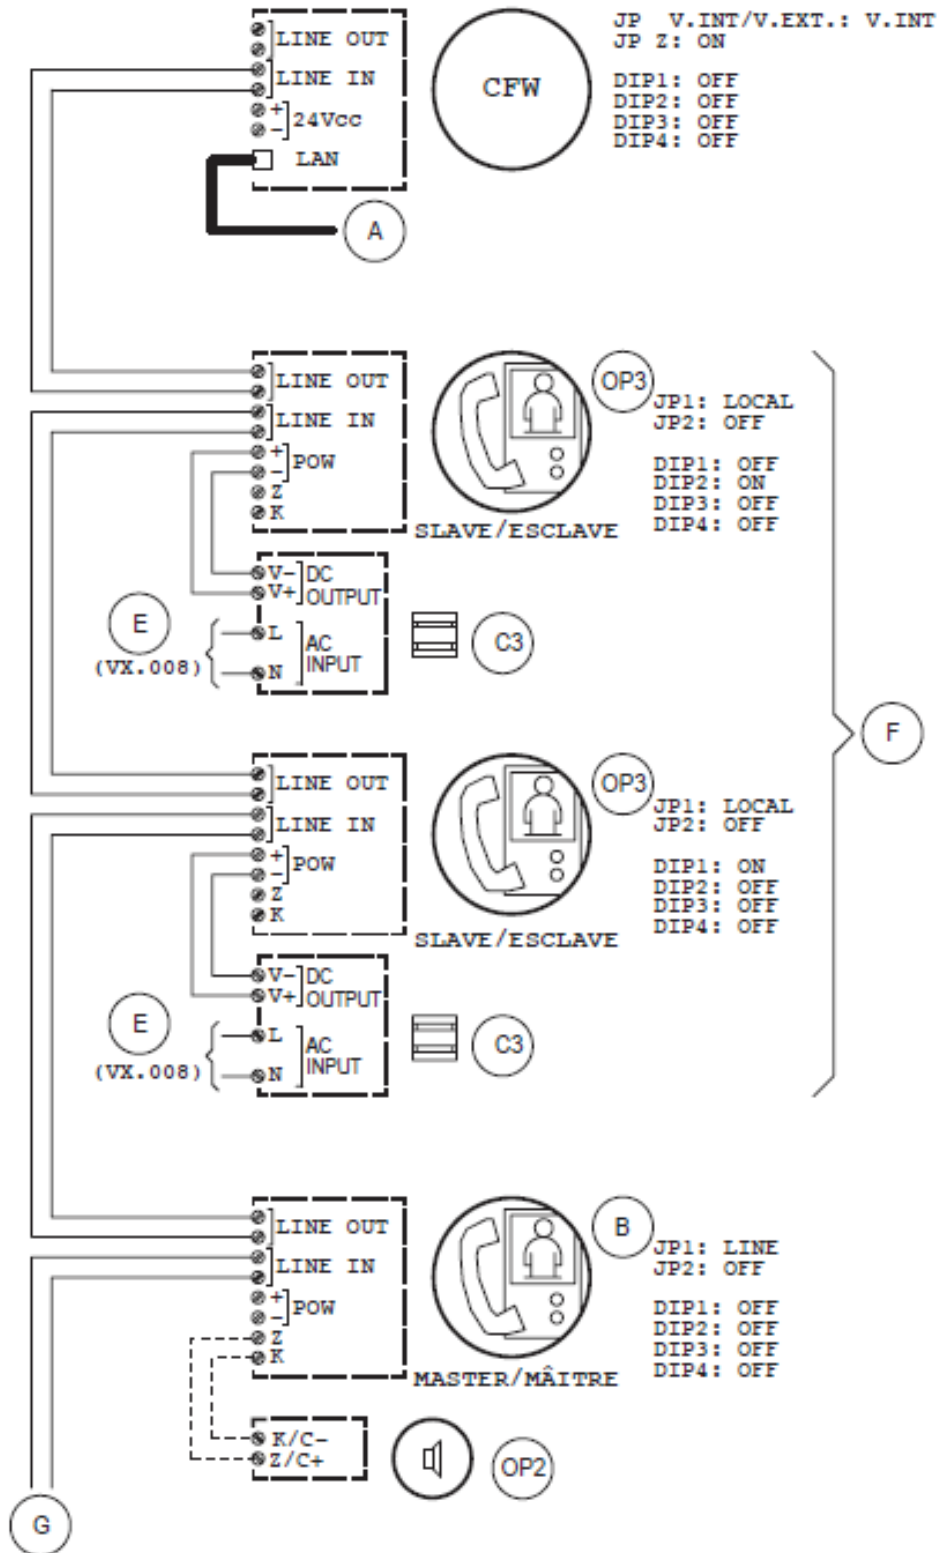 LINE OUT
LINE IN
+
-
24Vcc
LAN
CFW
JP V.INT/V.EXT.: V.INT
JP Z: ON
DIP1: OFF
DIP2: OFF
DIP3: OFF
DIP4: OFF
A
LINE OUT
LINE IN
+
-
POW
Z
K
OP3
JP1: LOCAL
JP2: OFF
DIP1: OFF
DIP2: ON
DIP3: OFF
DIP4: OFF
SLAVE/ESCLAVE
V- DC
V+ OUTPUT
L AC
N INPUT
E
(VX.008)
C3
F
LINE OUT
LINE IN
+
-
POW
Z
K
OP3
JP1: LOCAL
JP2: OFF
DIP1: ON
DIP2: OFF
DIP3: OFF
DIP4: OFF
SLAVE/ESCLAVE
V- DC
V+ OUTPUT
L AC
N INPUT
E
(VX.008)
C3
LINE OUT
LINE IN
+
-
POW
Z
K
B
JP1: LINE
JP2: OFF
DIP1: OFF
DIP2: OFF
DIP3: OFF
DIP4: OFF
MASTER/MÂITRE
K/C-
Z/C+
OP2
G